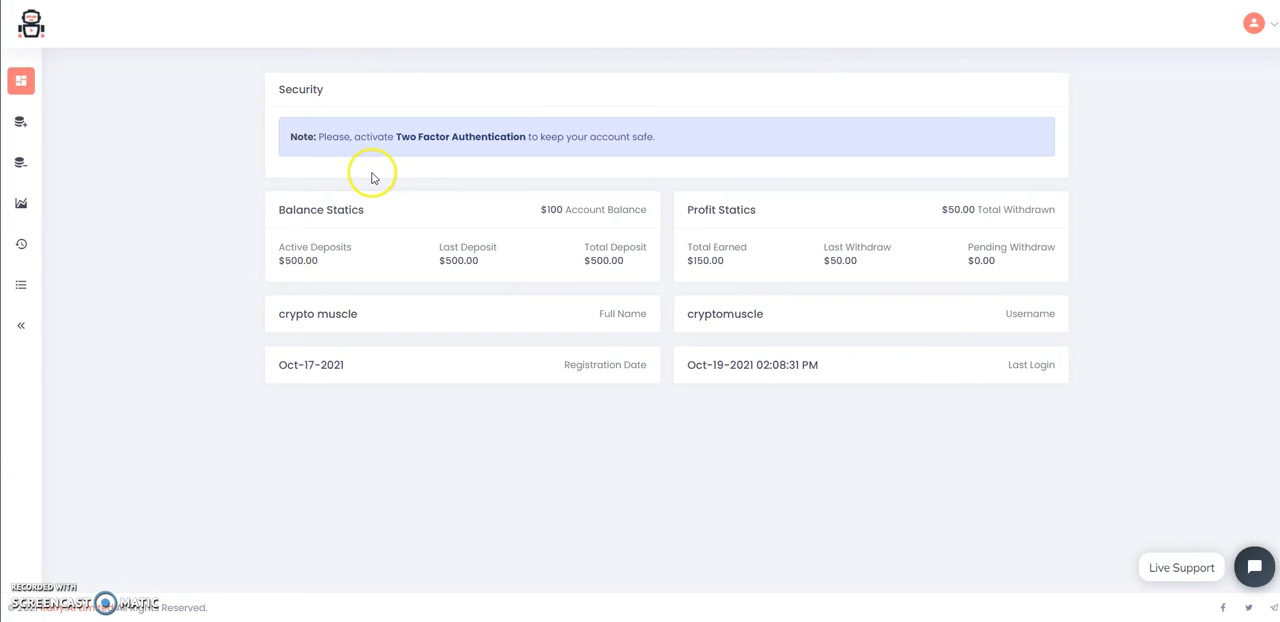 Security
Note: Please, activate Two Factor Authentication to keep your account safe.
Balance Statics
$100 Account Balance
Active Deposits
$500.00
Last Deposit
$500.00
Total Deposit
$500.00
Profit Statics
$50.00 Total Withdrawn
Total Earned
$150.00
Last Withdraw
$50.00
Pending Withdraw
$0.00
crypto muscle
Full Name
cryptomuscle
Username
Oct-17-2021
Registration Date
Oct-19-2021 02:08:31 PM
Last Login
Live Support
RECORDED WITH
SCREENCAST MATIC
Rights Reserved.